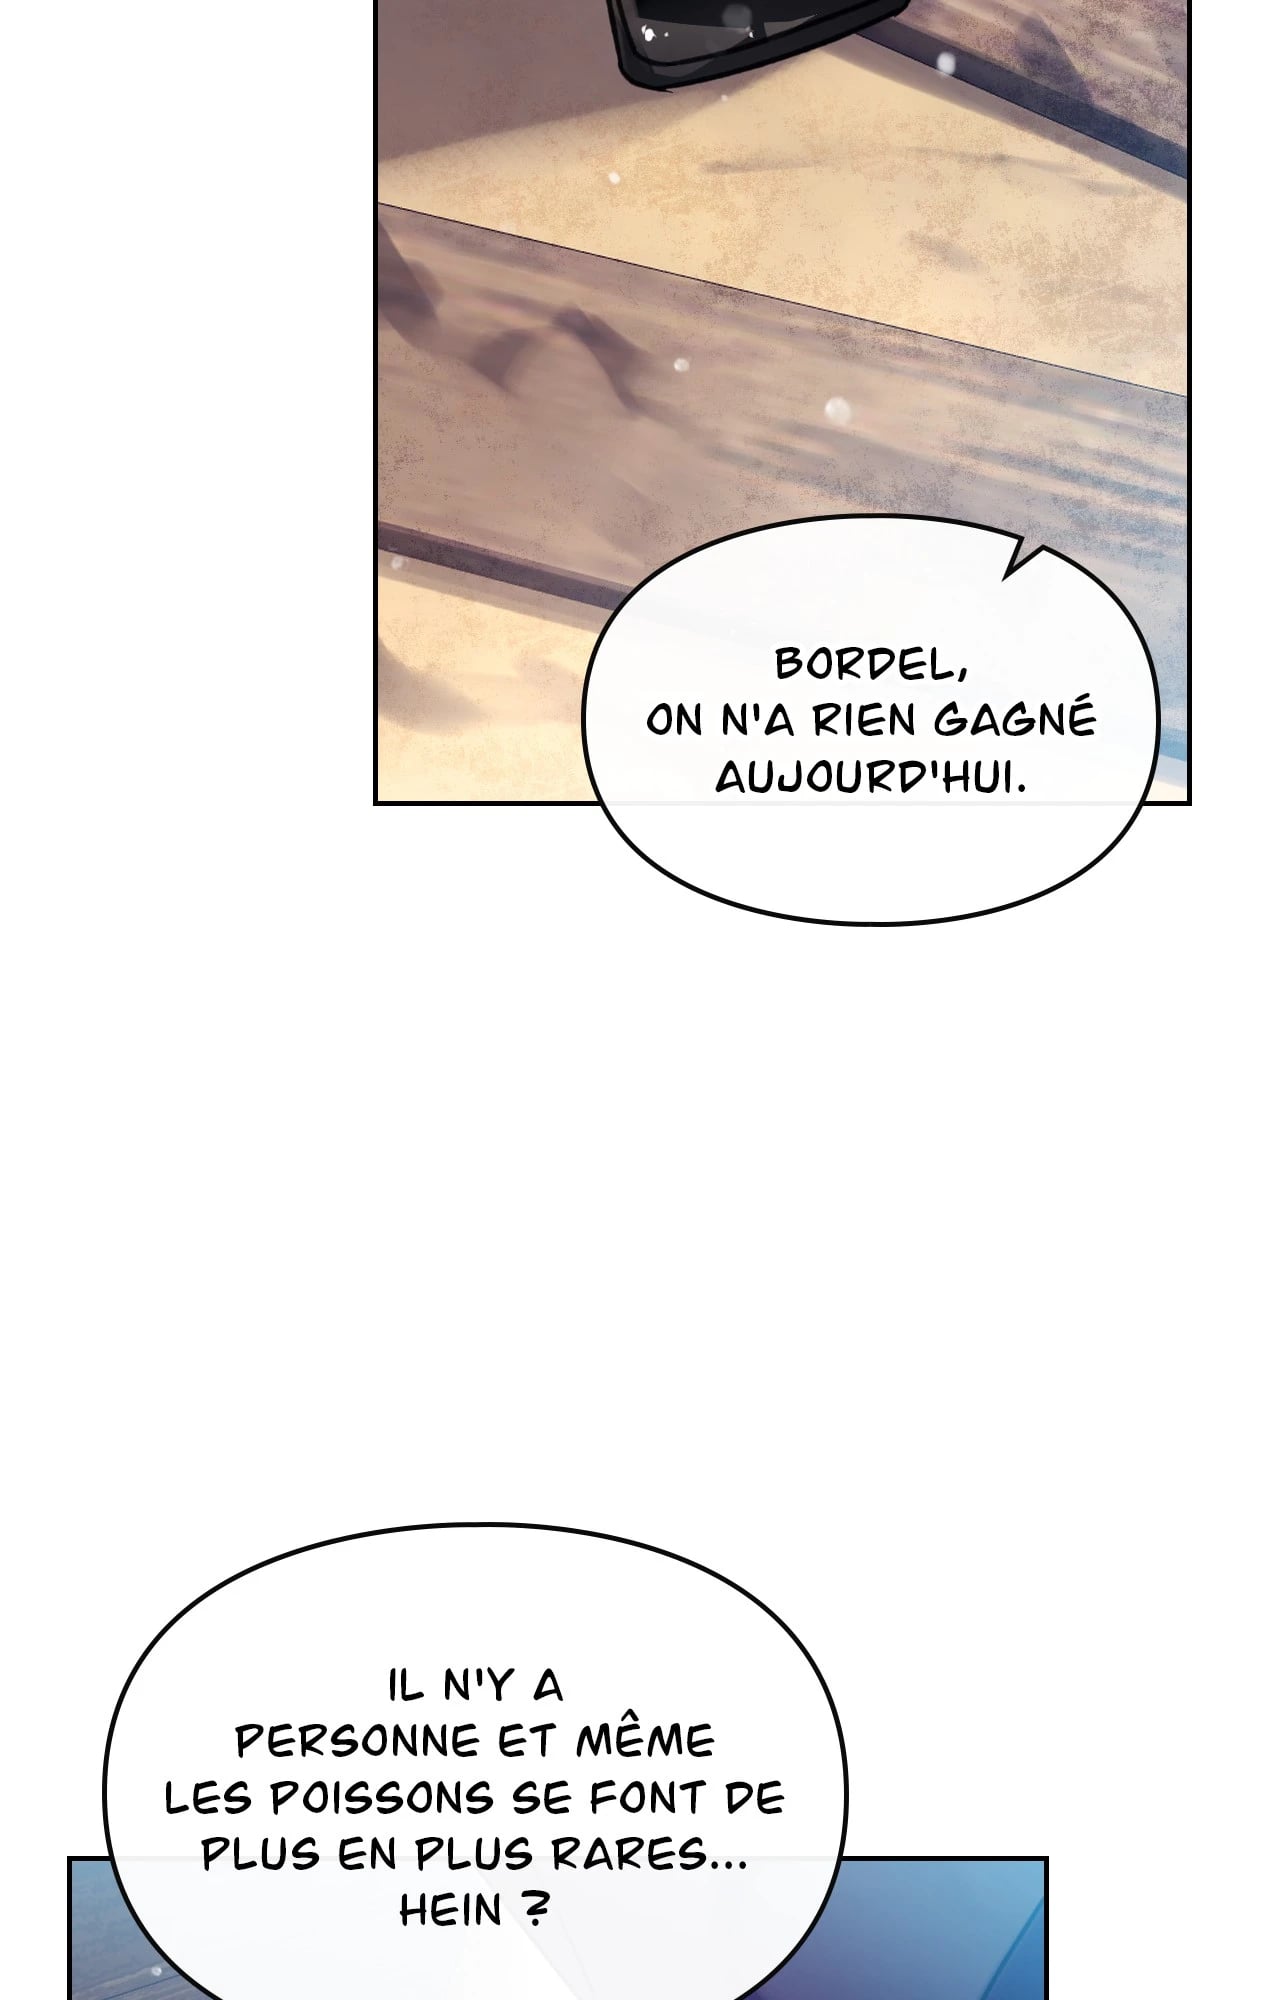 BORDEL,
ON N'A RIEN GAGNÉ
AUJOURD'HUI.
IL N'Y A
PERSONNE ET MÊME
LES POISSONS SE FONT DE
PLUS EN PLUS RARES...
HEIN ?